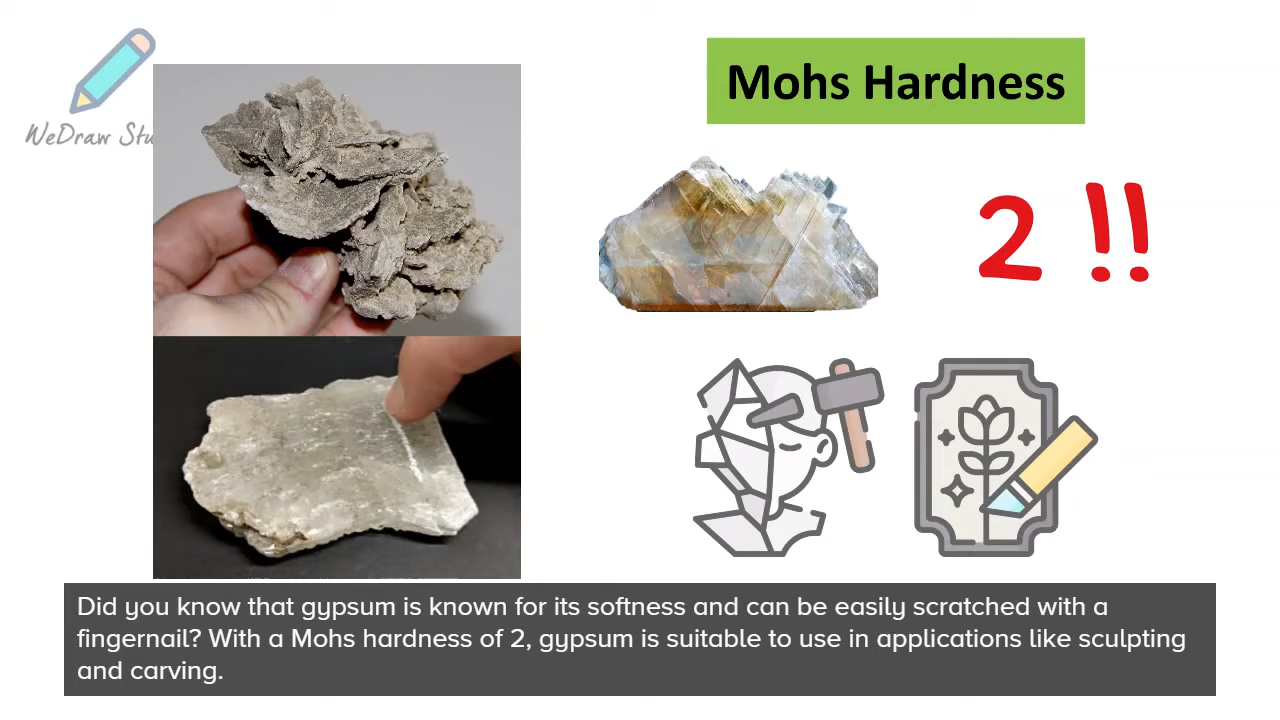 WeDraw
Mohs Hardness
2 !!
Did you know that gypsum is known for its softness and can be easily scratched with a
fingernail? With a Mohs hardness of 2, gypsum is suitable to use in applications like sculpting
and carving.